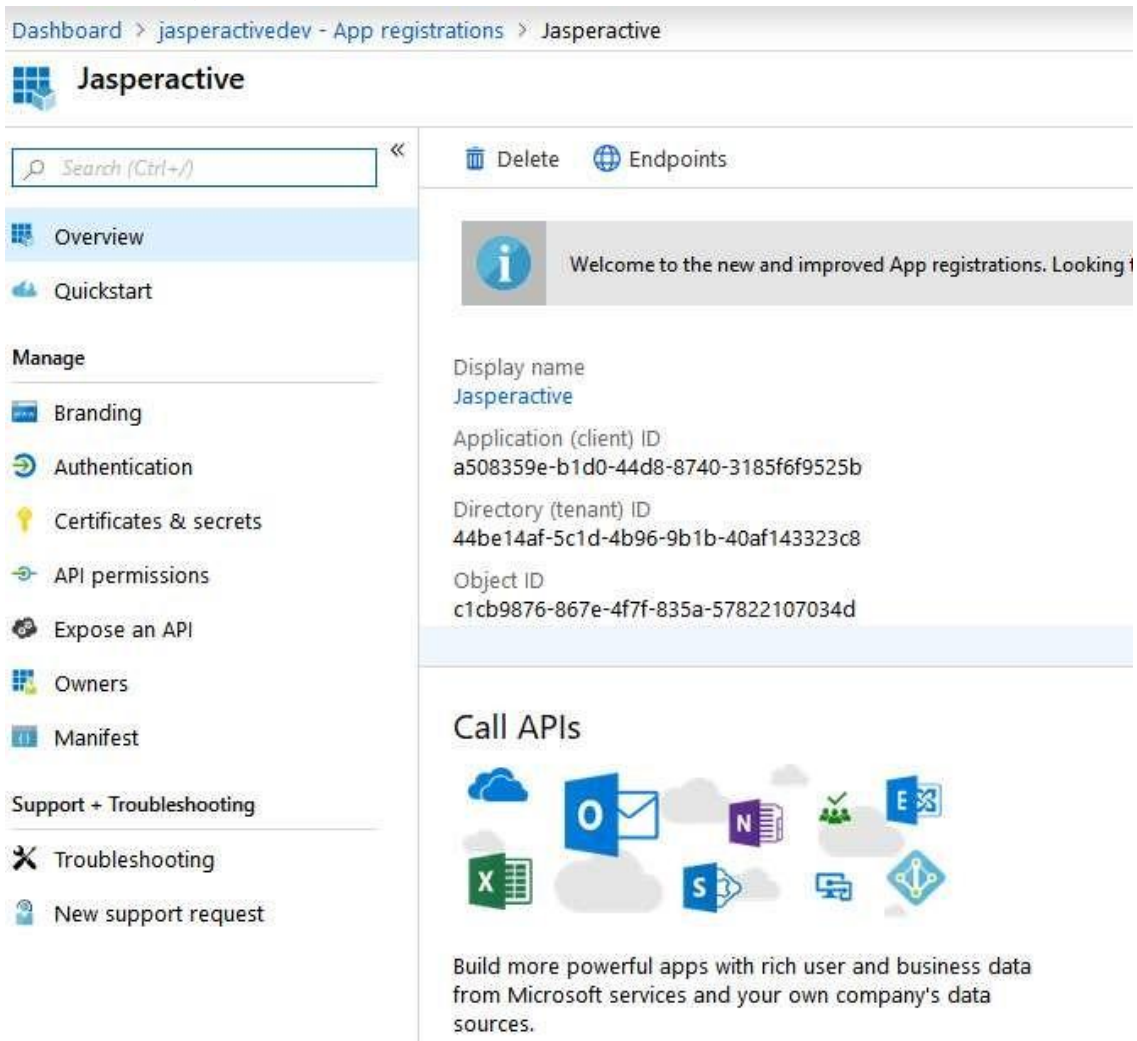 Dashboard > jasperactivedev - App registrations > Jasperactive
Jasperactive
Search (Ctrl+/)
«
Overview
Quickstart
Manage
Branding
Authentication
Certificates & secrets
API permissions
Expose an API
Owners
Manifest
Support + Troubleshooting
Troubleshooting
New support request
Delete
Endpoints
Welcome to the new and improved App registrations. Looking
Display name
Jasperactive
Application (client) ID
a508359e-b1d0-44d8-8740-3185f6f9525b
Directory (tenant) ID
44be14af-5c1d-4b96-9b1b-40af143323c8
Object ID
c1cb9876-867e-4f7f-835a-57822107034d
Call APIs
O
N
E
X
S
Build more powerful apps with rich user and business data
from Microsoft services and your own company's data
sources.